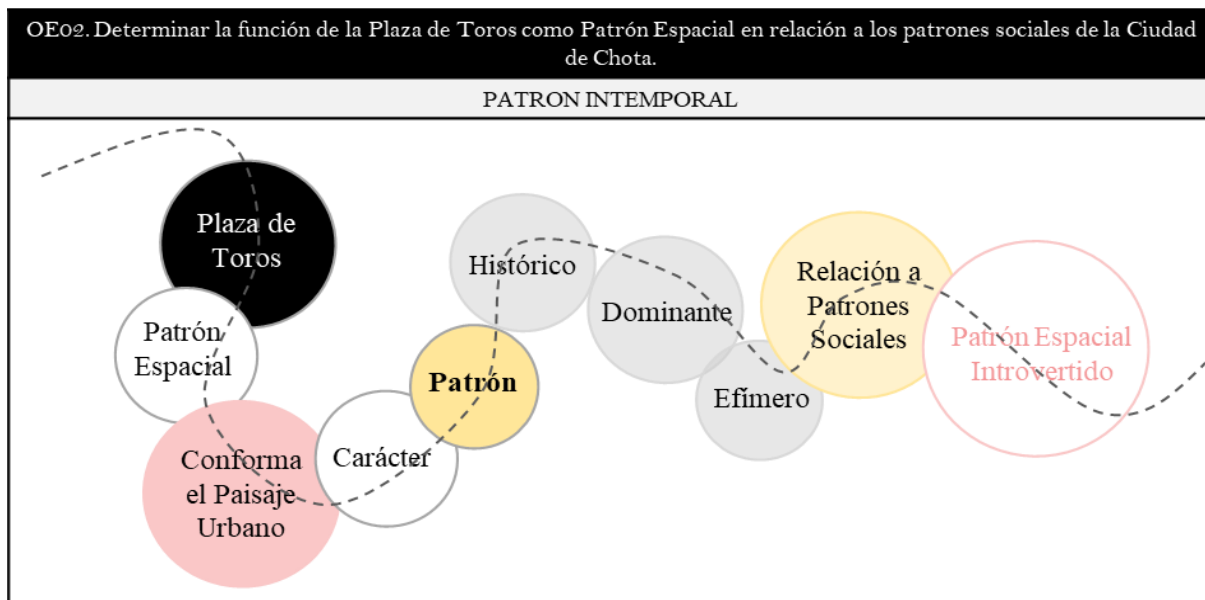 OE02. Determinar la función de la Plaza de Toros como Patrón Espacial en relación a los patrones sociales de la Ciudad
de Chota.
PATRON INTEMPORAL
Plaza de
Toros
Patrón
Espacial
Conforma
el Paisaje
Urbano
Carácter
Patrón
Histórico
Dominante
Efímero
Relación a
Patrones
Sociales
Patrón Espacial
Introvertido